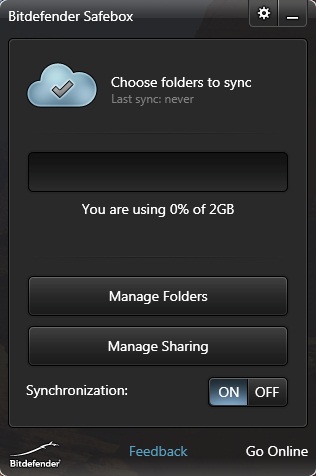 Bitdefender Safebox
Choose folders to sync
Last sync: never
You are using 0% of 2GB
Manage Folders
Manage Sharing
Synchronization: ON OFF
Bitdefender Feedback Go Online